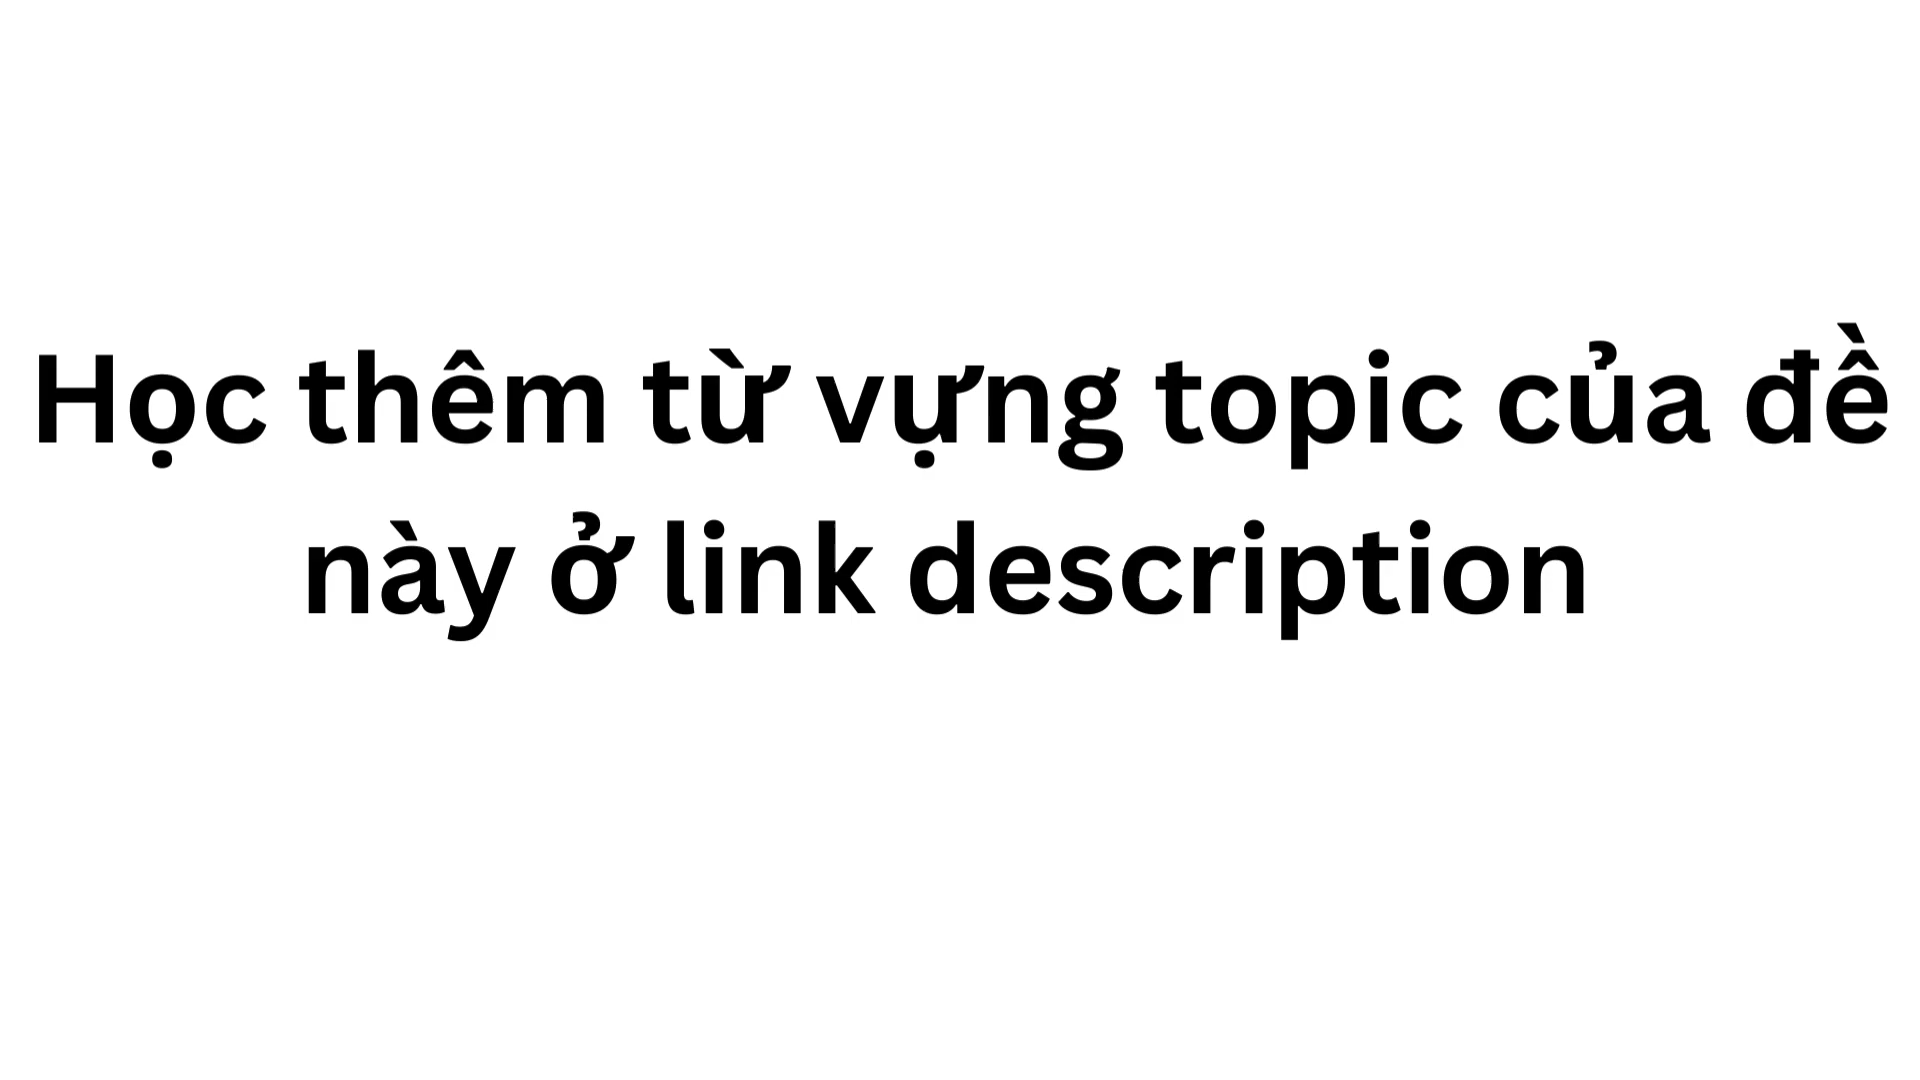 Học thêm từ vựng topic của đề
này ở link description